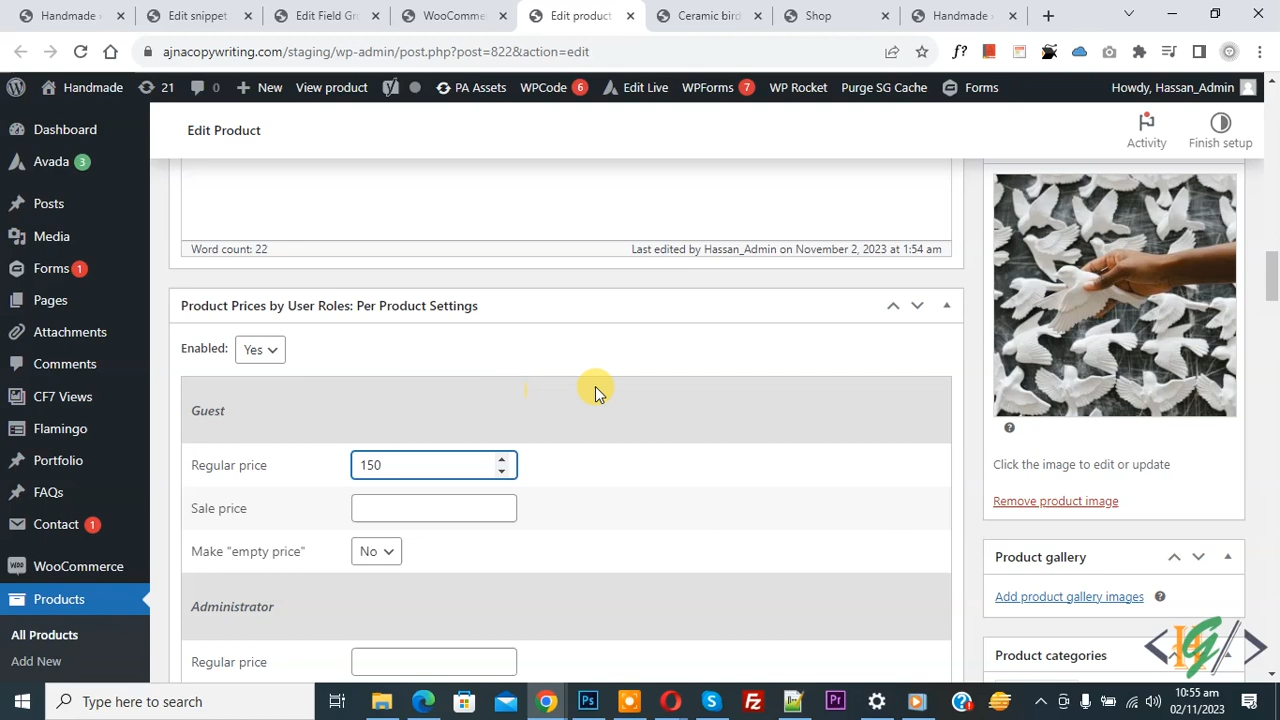 Handmade
Edit snippet
Edit Field Gr
WooComme
Edit product
Ceramic bird
Shop
Handmade
ajnacopywriting.com/staging/wp-admin/post.php?post=822&action=edit
f?
Handmade
21
0
New
View product
PA Assets
WPCode 6
Edit Live
WPForms 7
WP Rocket
Purge SG Cache
Forms
Howdy, Hassan_Admin
Dashboard
Avada 3
Posts
Media
Forms 1
Pages
Attachments
Comments
CF7 Views
Flamingo
Portfolio
FAQs
Contact 1
WooCommerce
Products
All Products
Add New
Edit Product
Activity
Finish setup
Word count: 22
Last edited by Hassan_Admin on November 2, 2023 at 1:54 am
Product Prices by User Roles: Per Product Settings
Enabled: Yes
Guest
Regular price 150
Sale price
Make "empty price" No
Administrator
Regular price
Click the image to edit or update
Remove product image
Product gallery
Add product gallery images
Product categories
H G
Type here to search
10:55 am
02/11/2023